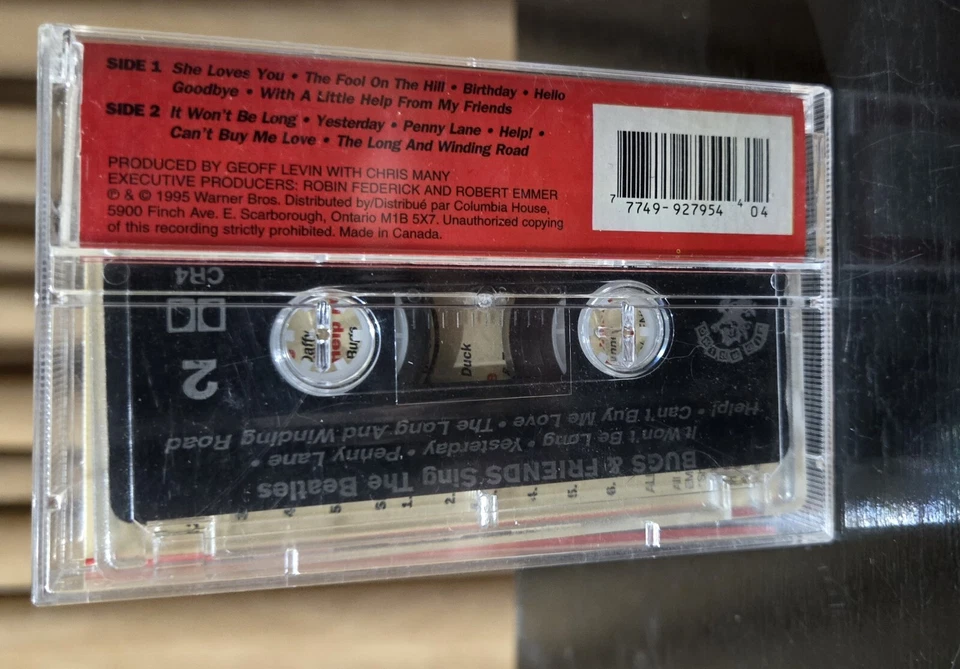 SIDE 1 She Loves You • The Fool On The Hill • Birthday • Hello
Goodbye • With A Little Help From My Friends
SIDE 2 It Won't Be Long • Yesterday • Penny Lane • Help! •
Can't Buy Me Love • The Long And Winding Road
PRODUCED BY GEOFF LEVIN WITH CHRIS MANY
EXECUTIVE PRODUCERS: ROBIN FEDERICK AND ROBERT EMMER
℗ & © 1995 Warner Bros. Distributed by/Distribué par Columbia House,
5900 Finch Ave. E. Scarborough, Ontario M1B 5X7. Unauthorized copying
of this recording strictly prohibited. Made in Canada.
7 7749-927954 4 04
BUGS & FRIENDS Sing The Beatles
It Won't Be Long • Yesterday • Penny Lane •
Help! • Can't Buy Me Love • The Long And Winding Road
2
CR4
Duck